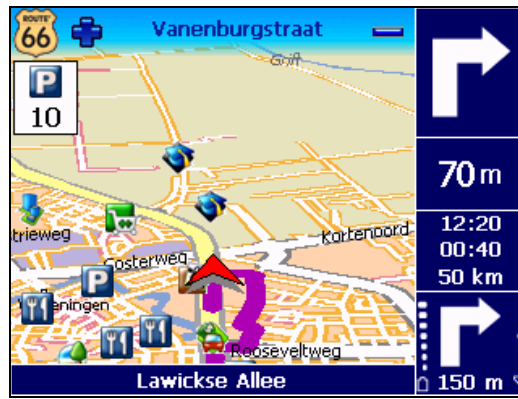 ROUTE
66
Vanenburgstraat
Grift
P
10
70 m
trieweg
Kortenoord
12:20
00:40
50 km
Oosterweg
P
eningen
Rooseveltweg
Lawickse Allee
150 m